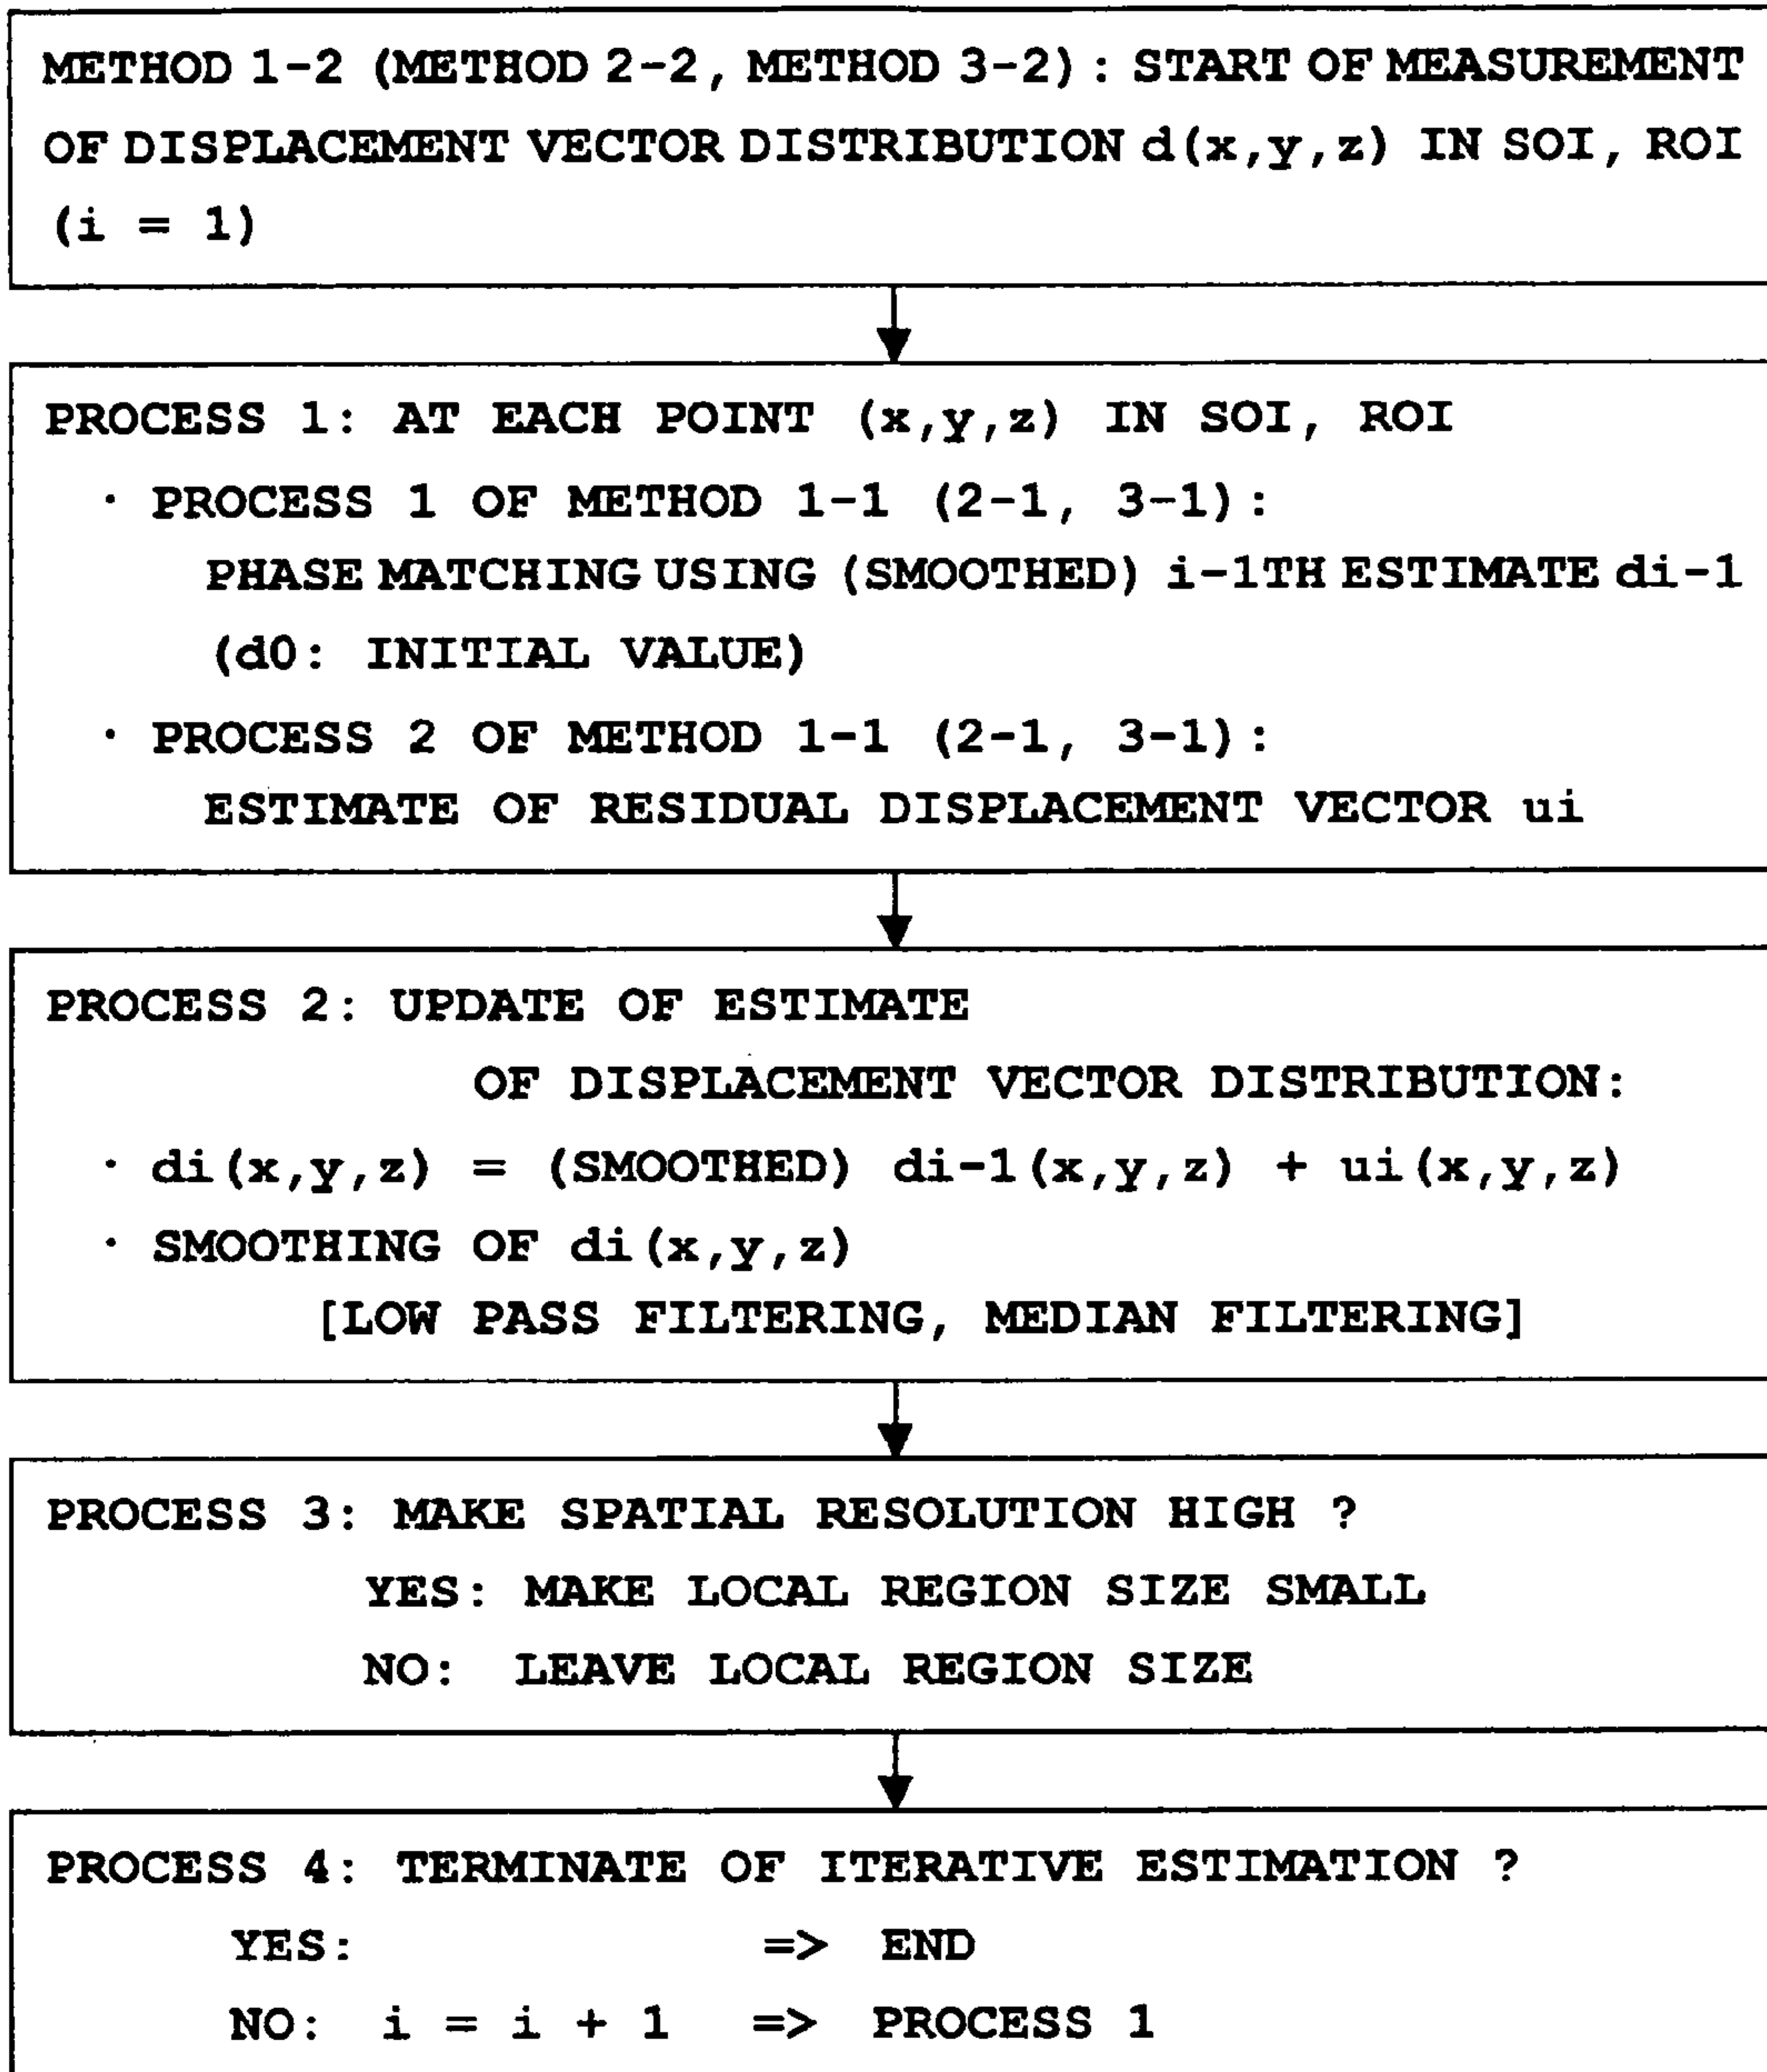 METHOD 1-2 (METHOD 2-2, METHOD 3-2): START OF MEASUREMENT
OF DISPLACEMENT VECTOR DISTRIBUTION d(x,y,z) IN SOI, ROI
(i = 1)
PROCESS 1: AT EACH POINT (x,y,z) IN SOI, ROI
· PROCESS 1 OF METHOD 1-1 (2-1, 3-1):
PHASE MATCHING USING (SMOOTHED) i-1TH ESTIMATE di-1
(d0: INITIAL VALUE)
· PROCESS 2 OF METHOD 1-1 (2-1, 3-1):
ESTIMATE OF RESIDUAL DISPLACEMENT VECTOR ui
PROCESS 2: UPDATE OF ESTIMATE
OF DISPLACEMENT VECTOR DISTRIBUTION:
· di(x,y,z) = (SMOOTHED) di-1(x,y,z) + ui(x,y,z)
· SMOOTHING OF di(x,y,z)
[LOW PASS FILTERING, MEDIAN FILTERING]
PROCESS 3: MAKE SPATIAL RESOLUTION HIGH ?
YES: MAKE LOCAL REGION SIZE SMALL
NO: LEAVE LOCAL REGION SIZE
PROCESS 4: TERMINATE OF ITERATIVE ESTIMATION ?
YES: => END
NO: i = i + 1 => PROCESS 1